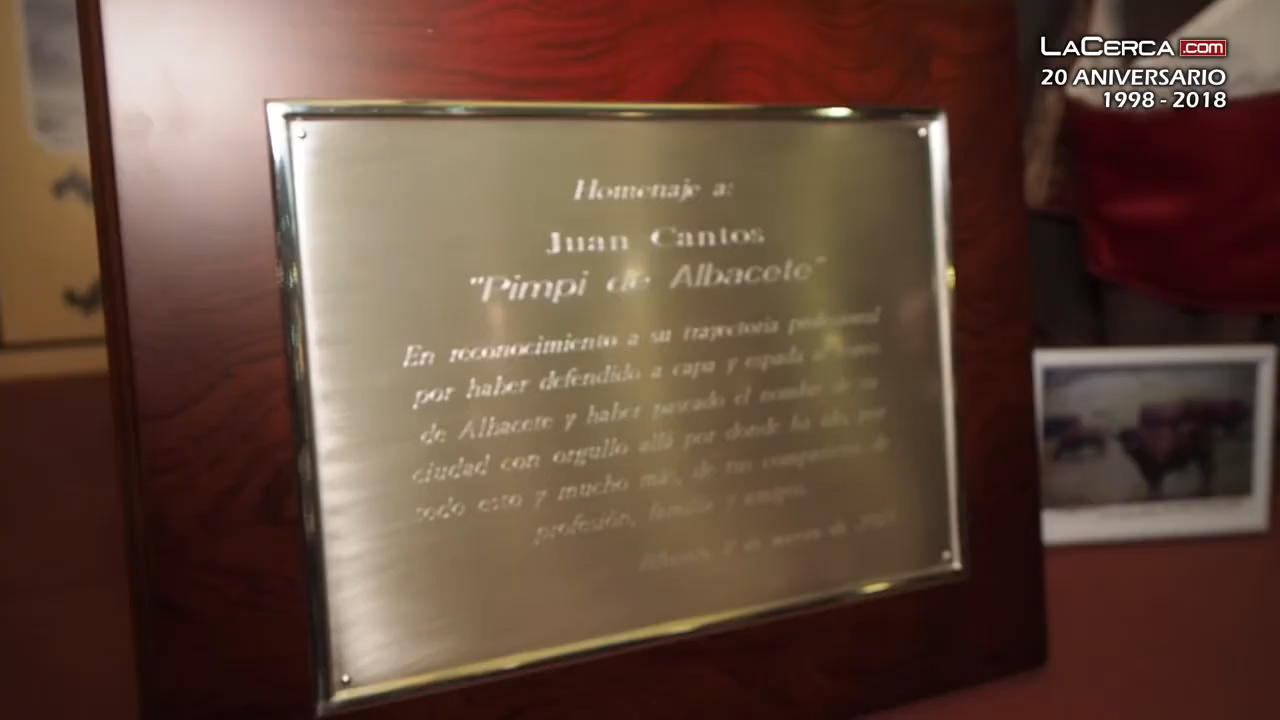 LaCerca.com
20 ANIVERSARIO
1998 - 2018
Homenaje a:
Juan Cantos
"Pimpi de Albacete"
En reconocimiento a su trayectoria profesional
por haber defendido a capa y espada
de Albacete y haber paseado el nombre de su
ciudad con orgullo allá por donde ha ido, por
todo esto y mucho más, de tus compañeros de
profesión, familia y amigos.